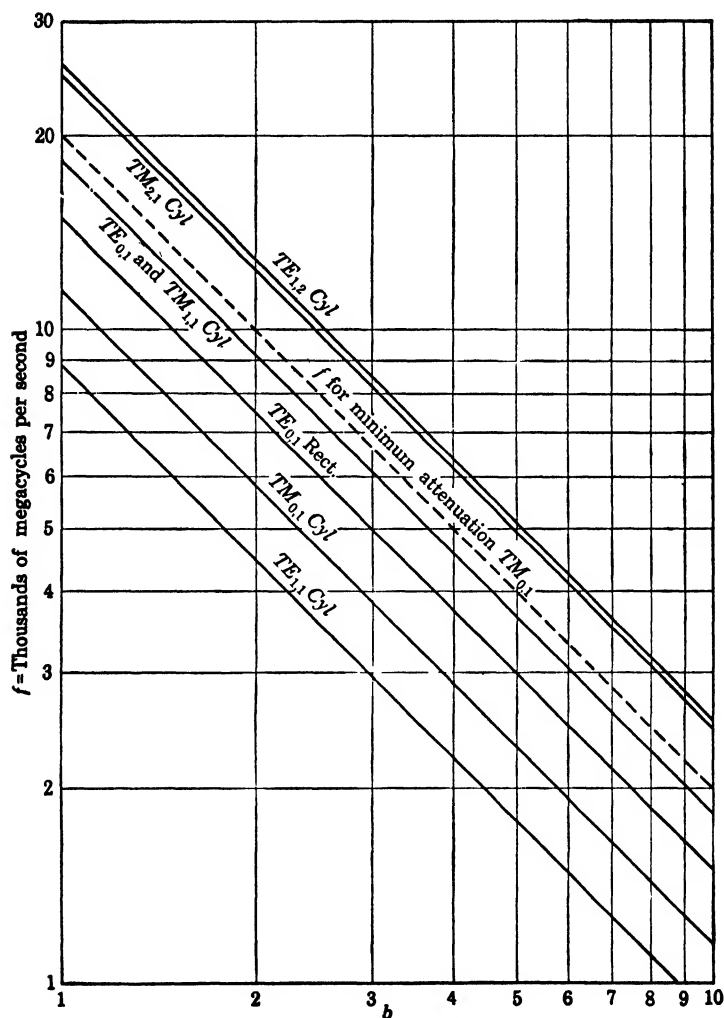 30
20
10
9
8
7
6
5
4
3
2
1
f=Thousands of megacycles per second
TM2,1 Cyl
TE1,2 Cyl
TE0,1 and TM1,1 Cyl
f for minimum attenuation TM0,1
TE0,1 Rect.
TM0,1 Cyl
TE1,1 Cyl
1 2 3 4 5 6 7 8 9 10
b